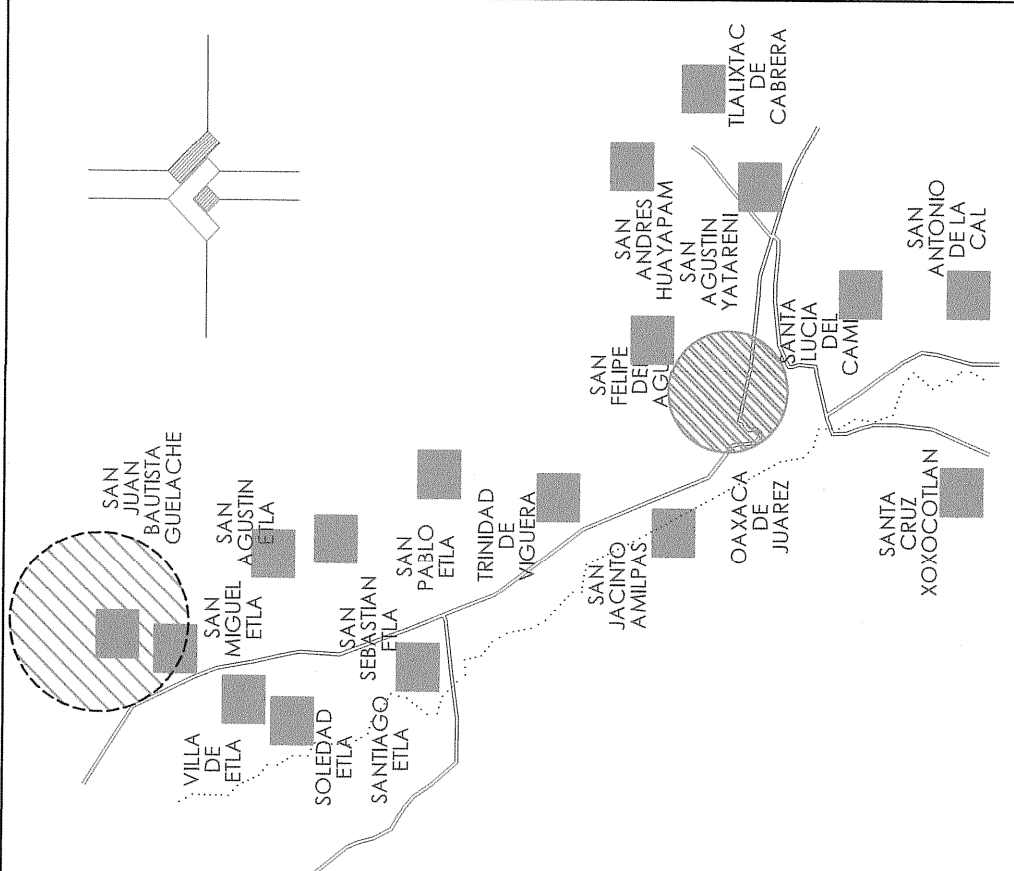 SAN
JUAN
BAUTISTA
GUELACHE
SAN
AGUSTIN
ETLA
SAN
MIGUEL
ETLA
VILLA
DE
ETLA
SOLEDAD
ETLA
SANTIAGO
ETLA
SAN
SEBASTIAN
ETLA
SAN
PABLO
ETLA
TRINIDAD
DE
VIGUERA
SAN
JACINTO
AMILPAS
OAXACA
DE
JUAREZ
SAN
FELIPE
DE
AGU
SAN
ANDRES
HUAYAPAM
SAN
AGUSTIN
YATARENI
TLALIXTAC
DE
CABRERA
SANTA
LUCIA
DEL
CAMI
SAN
ANTONIO
DE LA
CAL
SANTA
CRUZ
XOXOCOTLAN